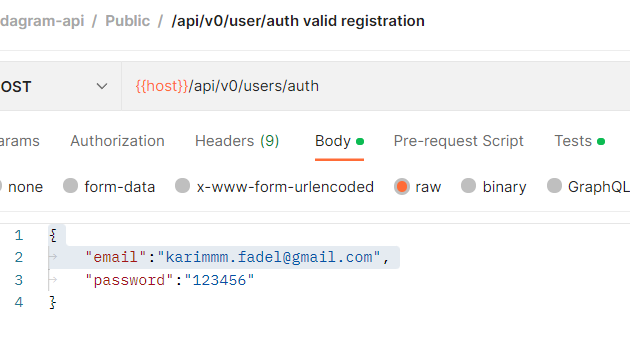 dagram-api / Public / /api/v0/user/auth valid registration
OST {{host}}/api/v0/users/auth
arams Authorization Headers (9) Body Pre-request Script Tests
none form-data x-www-form-urlencoded raw binary GraphQL
1 {
2 "email":"karimmm.fadel@gmail.com",
3 "password":"123456"
4 }